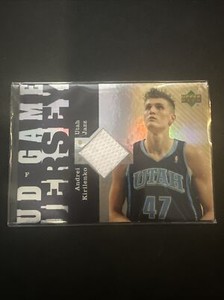 UD GAME
JERSEY
F
Andrei Kirilenko
Utah Jazz
UTAH
47